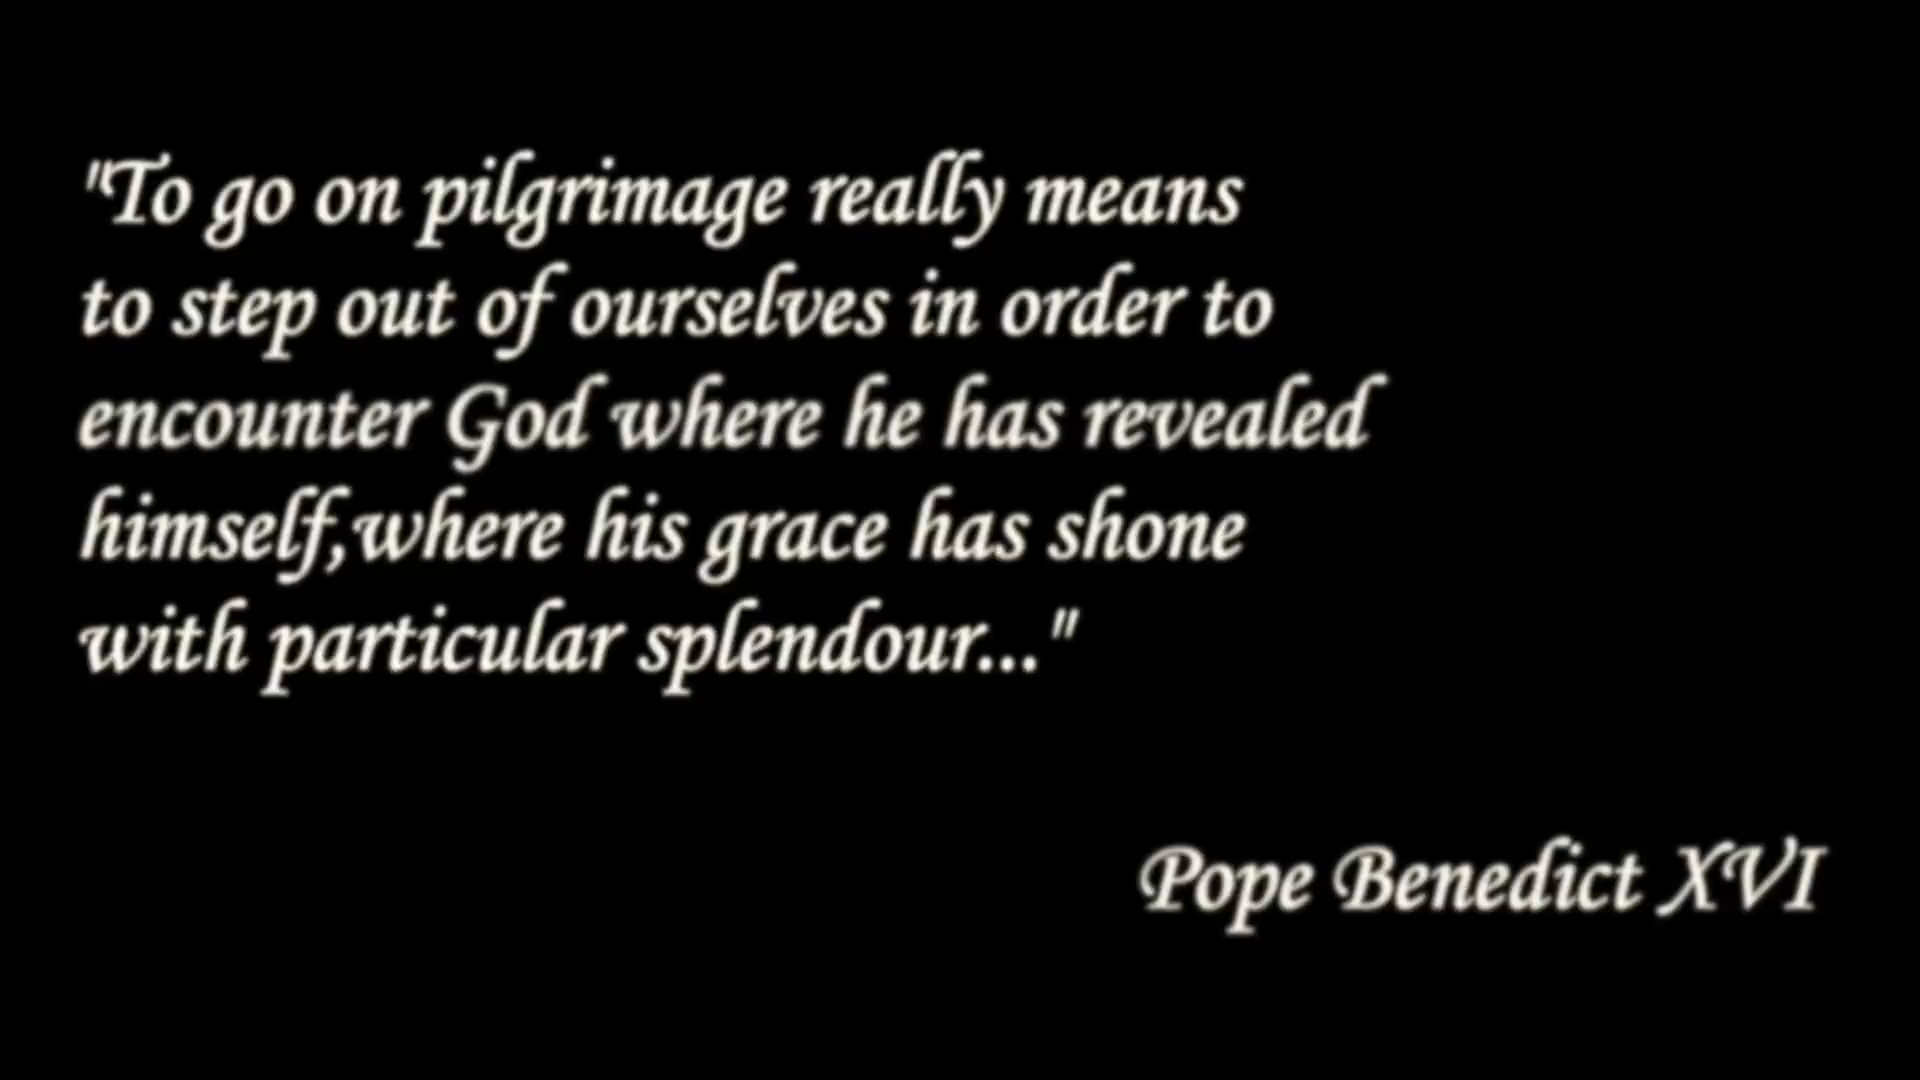 "To go on pilgrimage really means
to step out of ourselves in order to
encounter God where he has revealed
himself,where his grace has shone
with particular splendour..."
Pope Benedict XVI